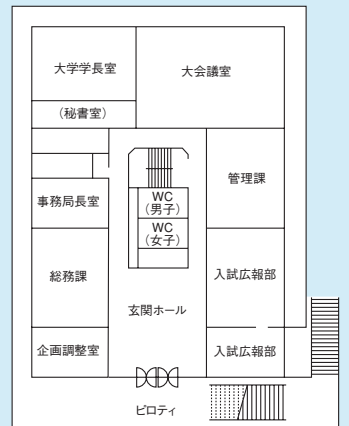 大学学長室
大会議室
（秘書室）
管理課
WC
（男子）
事務局長室
WC
（女子）
総務課
入試広報部
玄関ホール
企画調整室
入試広報部
ピロティ